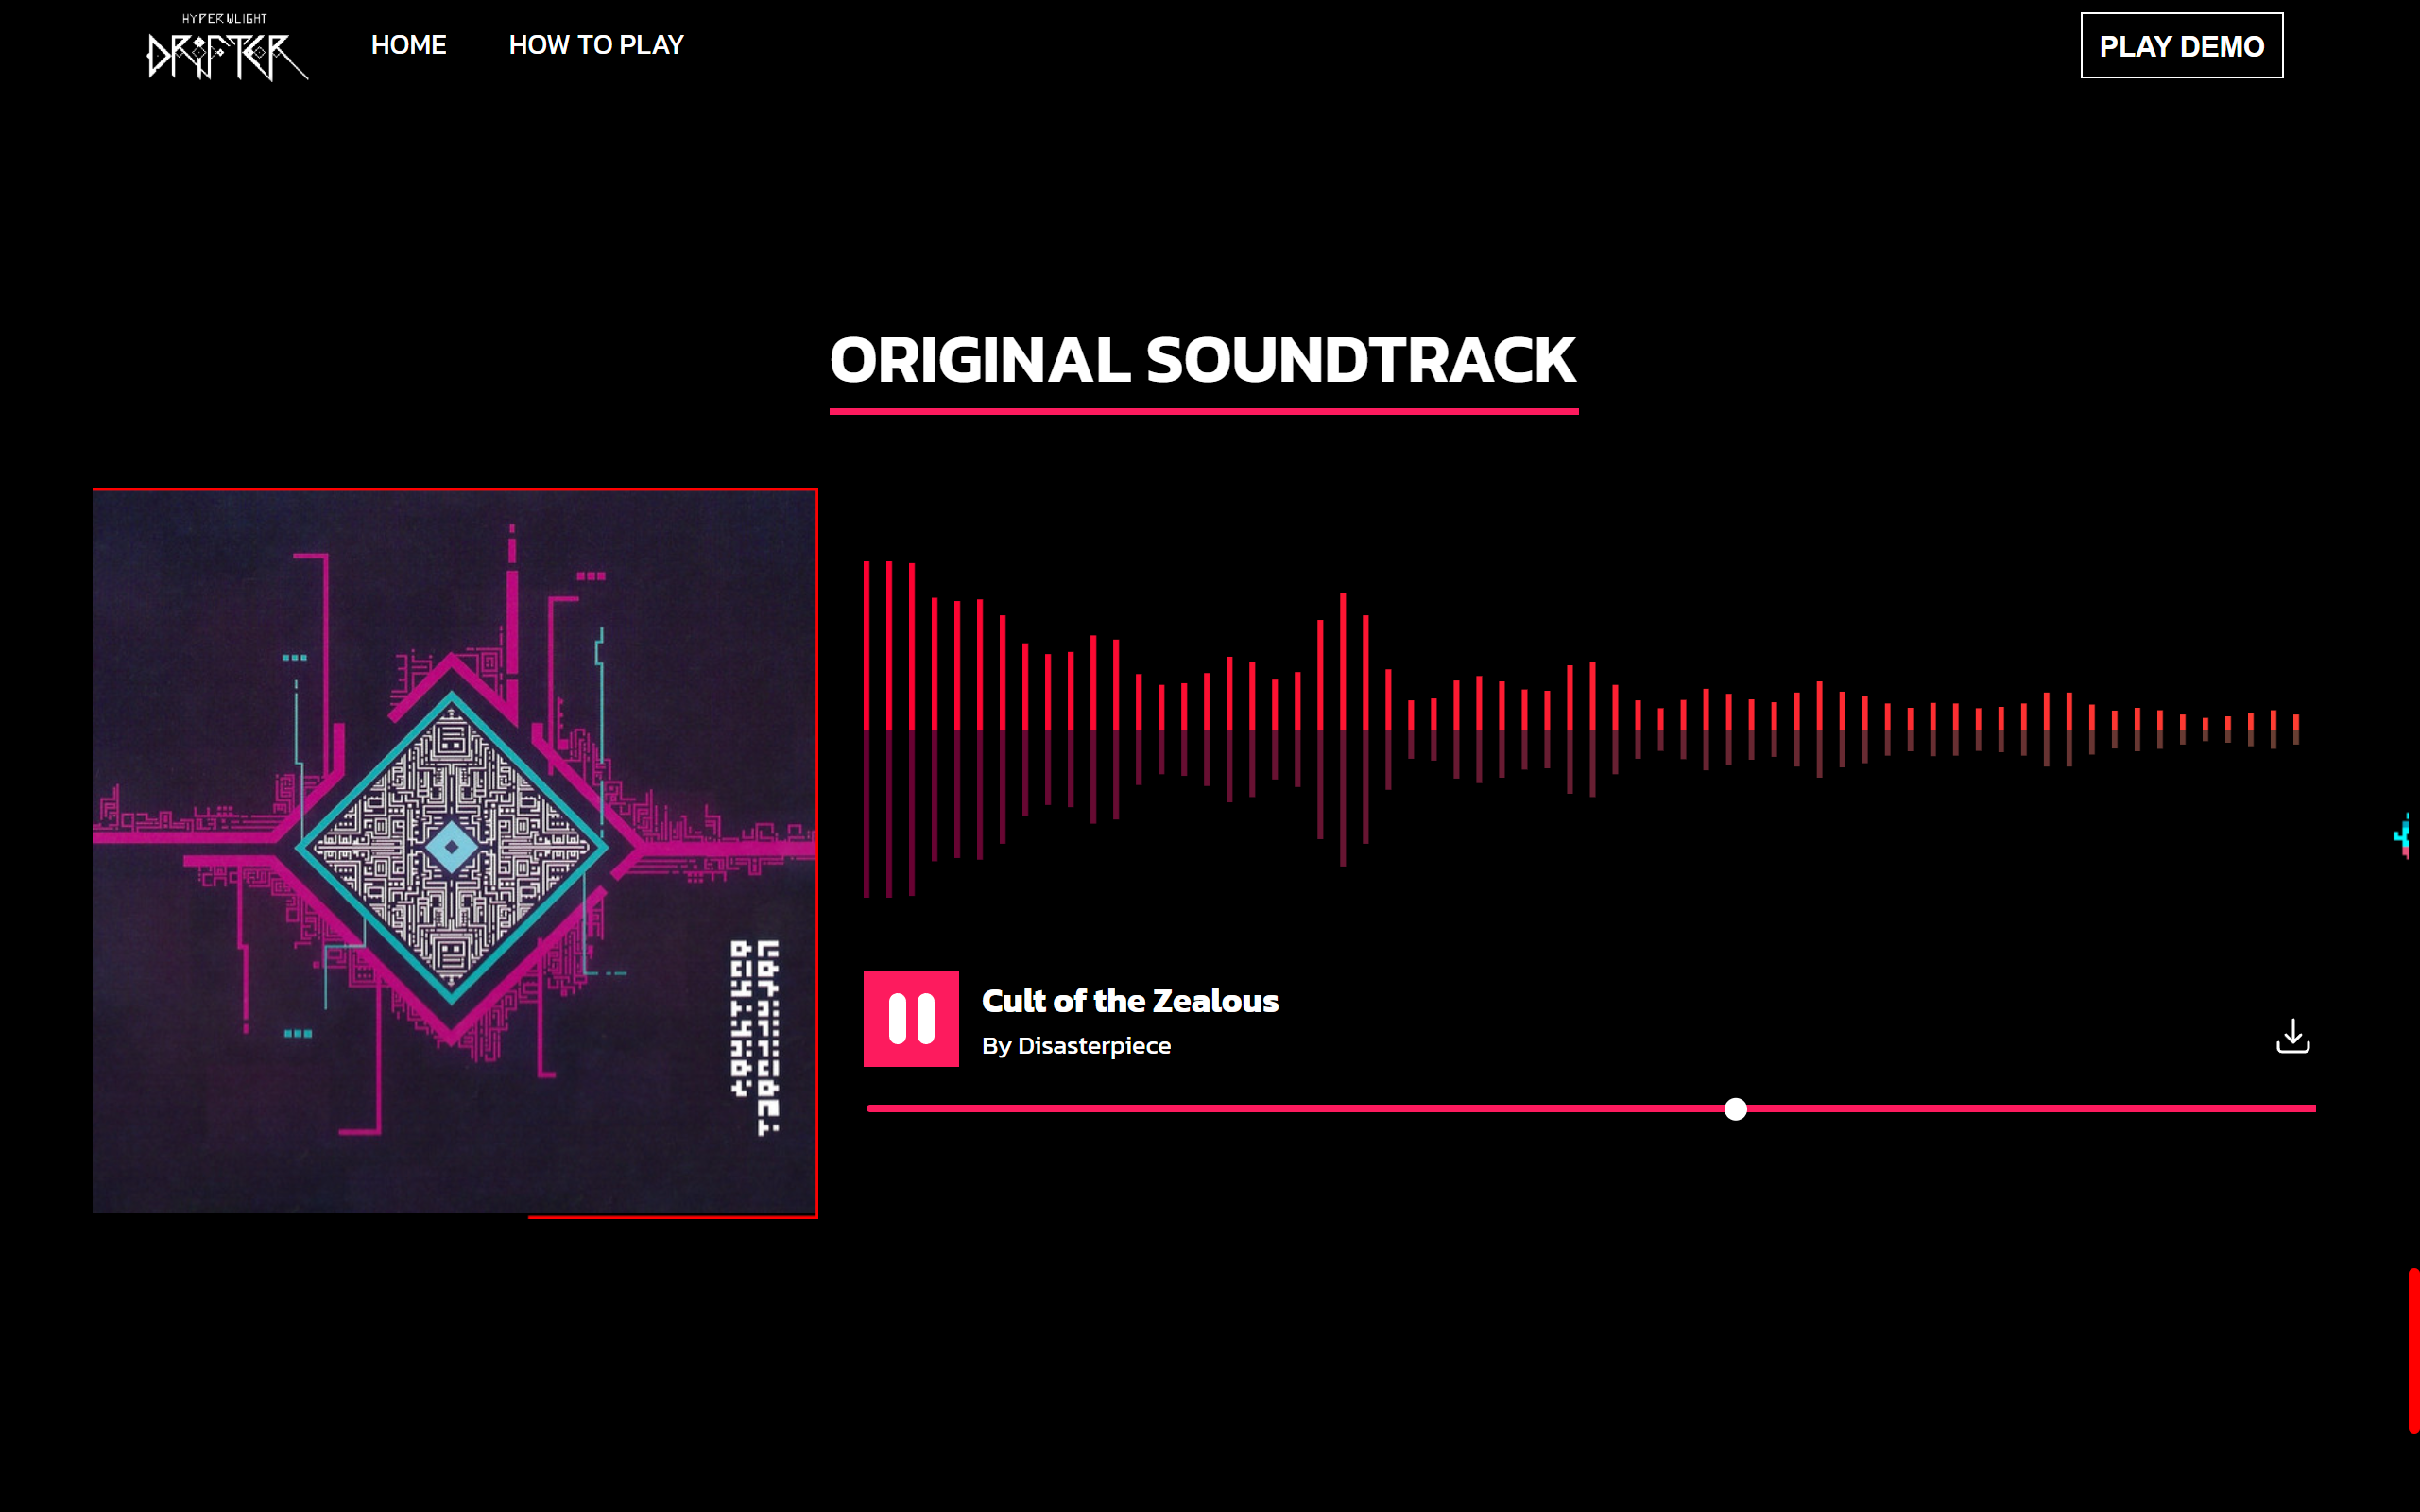 HYPER LIGHT
DRIFTER
HOME
HOW TO PLAY
PLAY DEMO
ORIGINAL SOUNDTRACK
Cult of the Zealous
By Disasterpiece